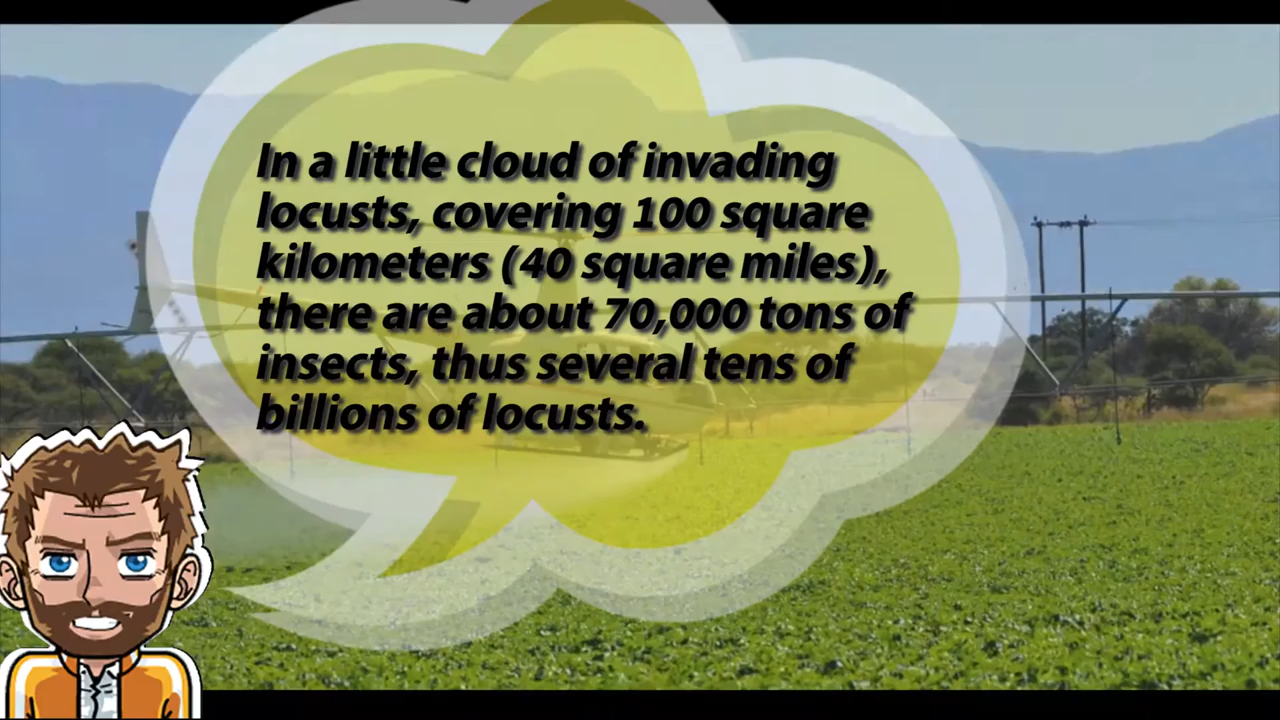 In a little cloud of invading
locusts, covering 100 square
kilometers (40 square miles),
there are about 70,000 tons of
insects, thus several tens of
billions of locusts.